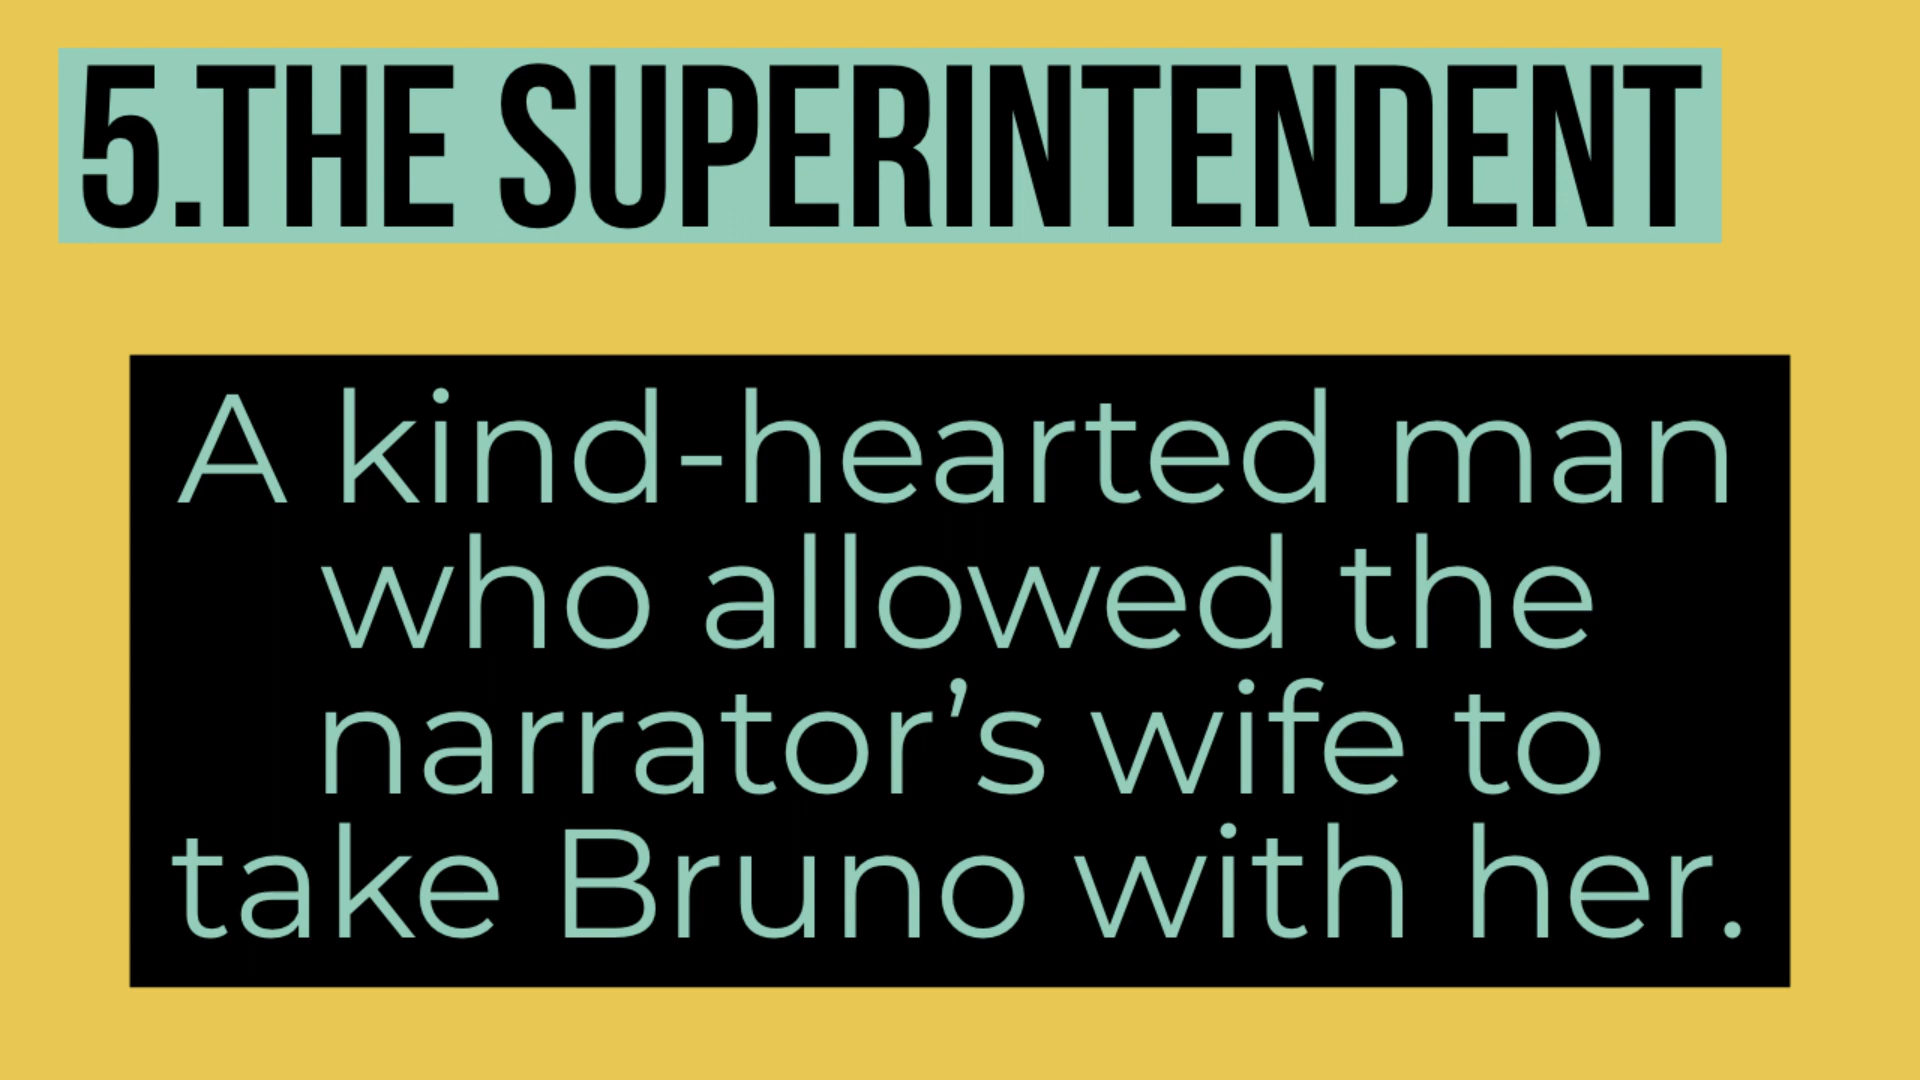 5.THE SUPERINTENDENT
A kind-hearted man
who allowed the
narrator’s wife to
take Bruno with her.